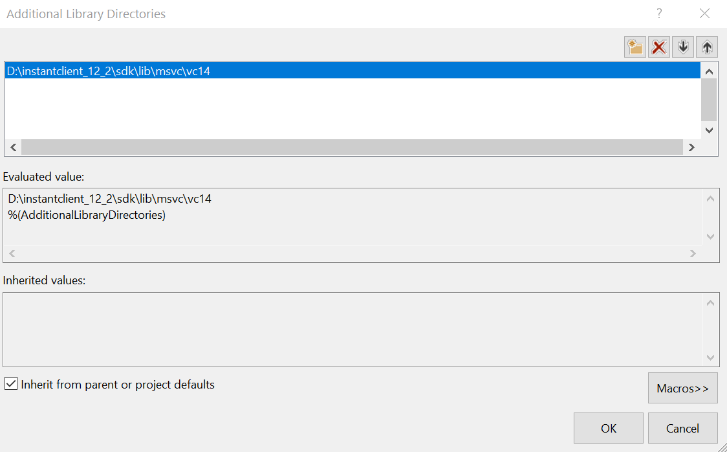 Additional Library Directories
?
D:\instantclient_12_2\sdk\lib\msvc\vc14
Evaluated value:
D:\instantclient_12_2\sdk\lib\msvc\vc14
%(AdditionalLibraryDirectories)
Inherited values:
Inherit from parent or project defaults
Macros>>
OK
Cancel